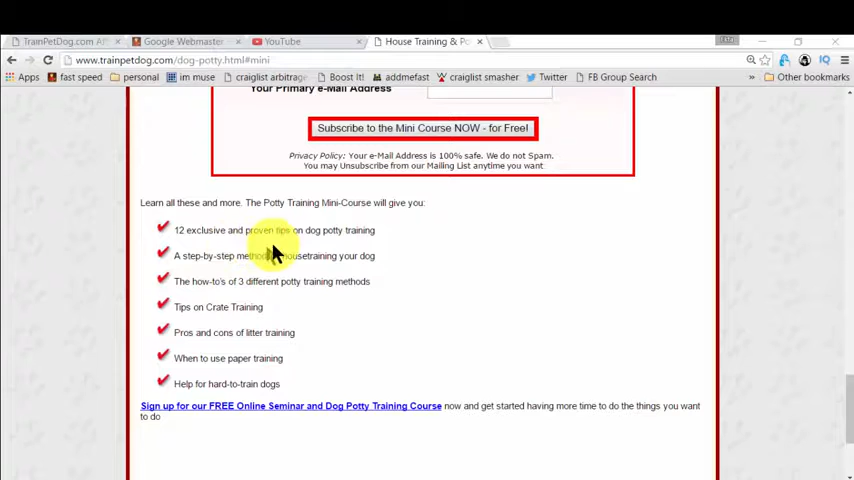 TrainPetDog.com Aff
Google Webmaster
YouTube
House Training & Po
www.trainpetdog.com/dog-potty.html#mini
Apps
fast speed
personal
im muse
craiglist arbitrage
Boost It!
addmefast
craiglist smasher
Twitter
FB Group Search
Other bookmarks
Your Primary e-Mail Address
Subscribe to the Mini Course NOW - for Free!
Privacy Policy: Your e-Mail Address is 100% safe. We do not Spam.
You may Unsubscribe from our Mailing List anytime you want
Learn all these and more. The Potty Training Mini-Course will give you:
12 exclusive and proven tips on dog potty training
A step-by-step method housetraining your dog
The how-to's of 3 different potty training methods
Tips on Crate Training
Pros and cons of litter training
When to use paper training
Help for hard-to-train dogs
Sign up for our FREE Online Seminar and Dog Potty Training Course now and get started having more time to do the things you want
to do